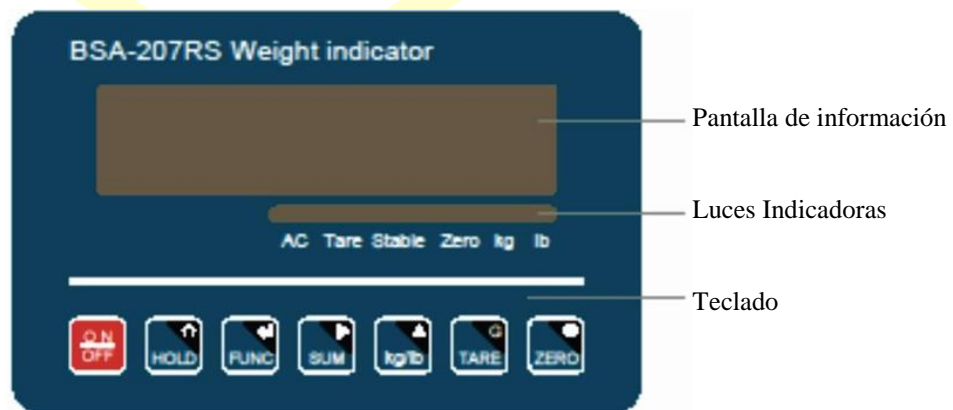 BSA-207RS Weight indicator
Pantalla de información
Luces Indicadoras
AC Tare Stable Zero kg lb
Teclado
ON OFF HOLD FUNC SUM kg/lb TARE G ZERO